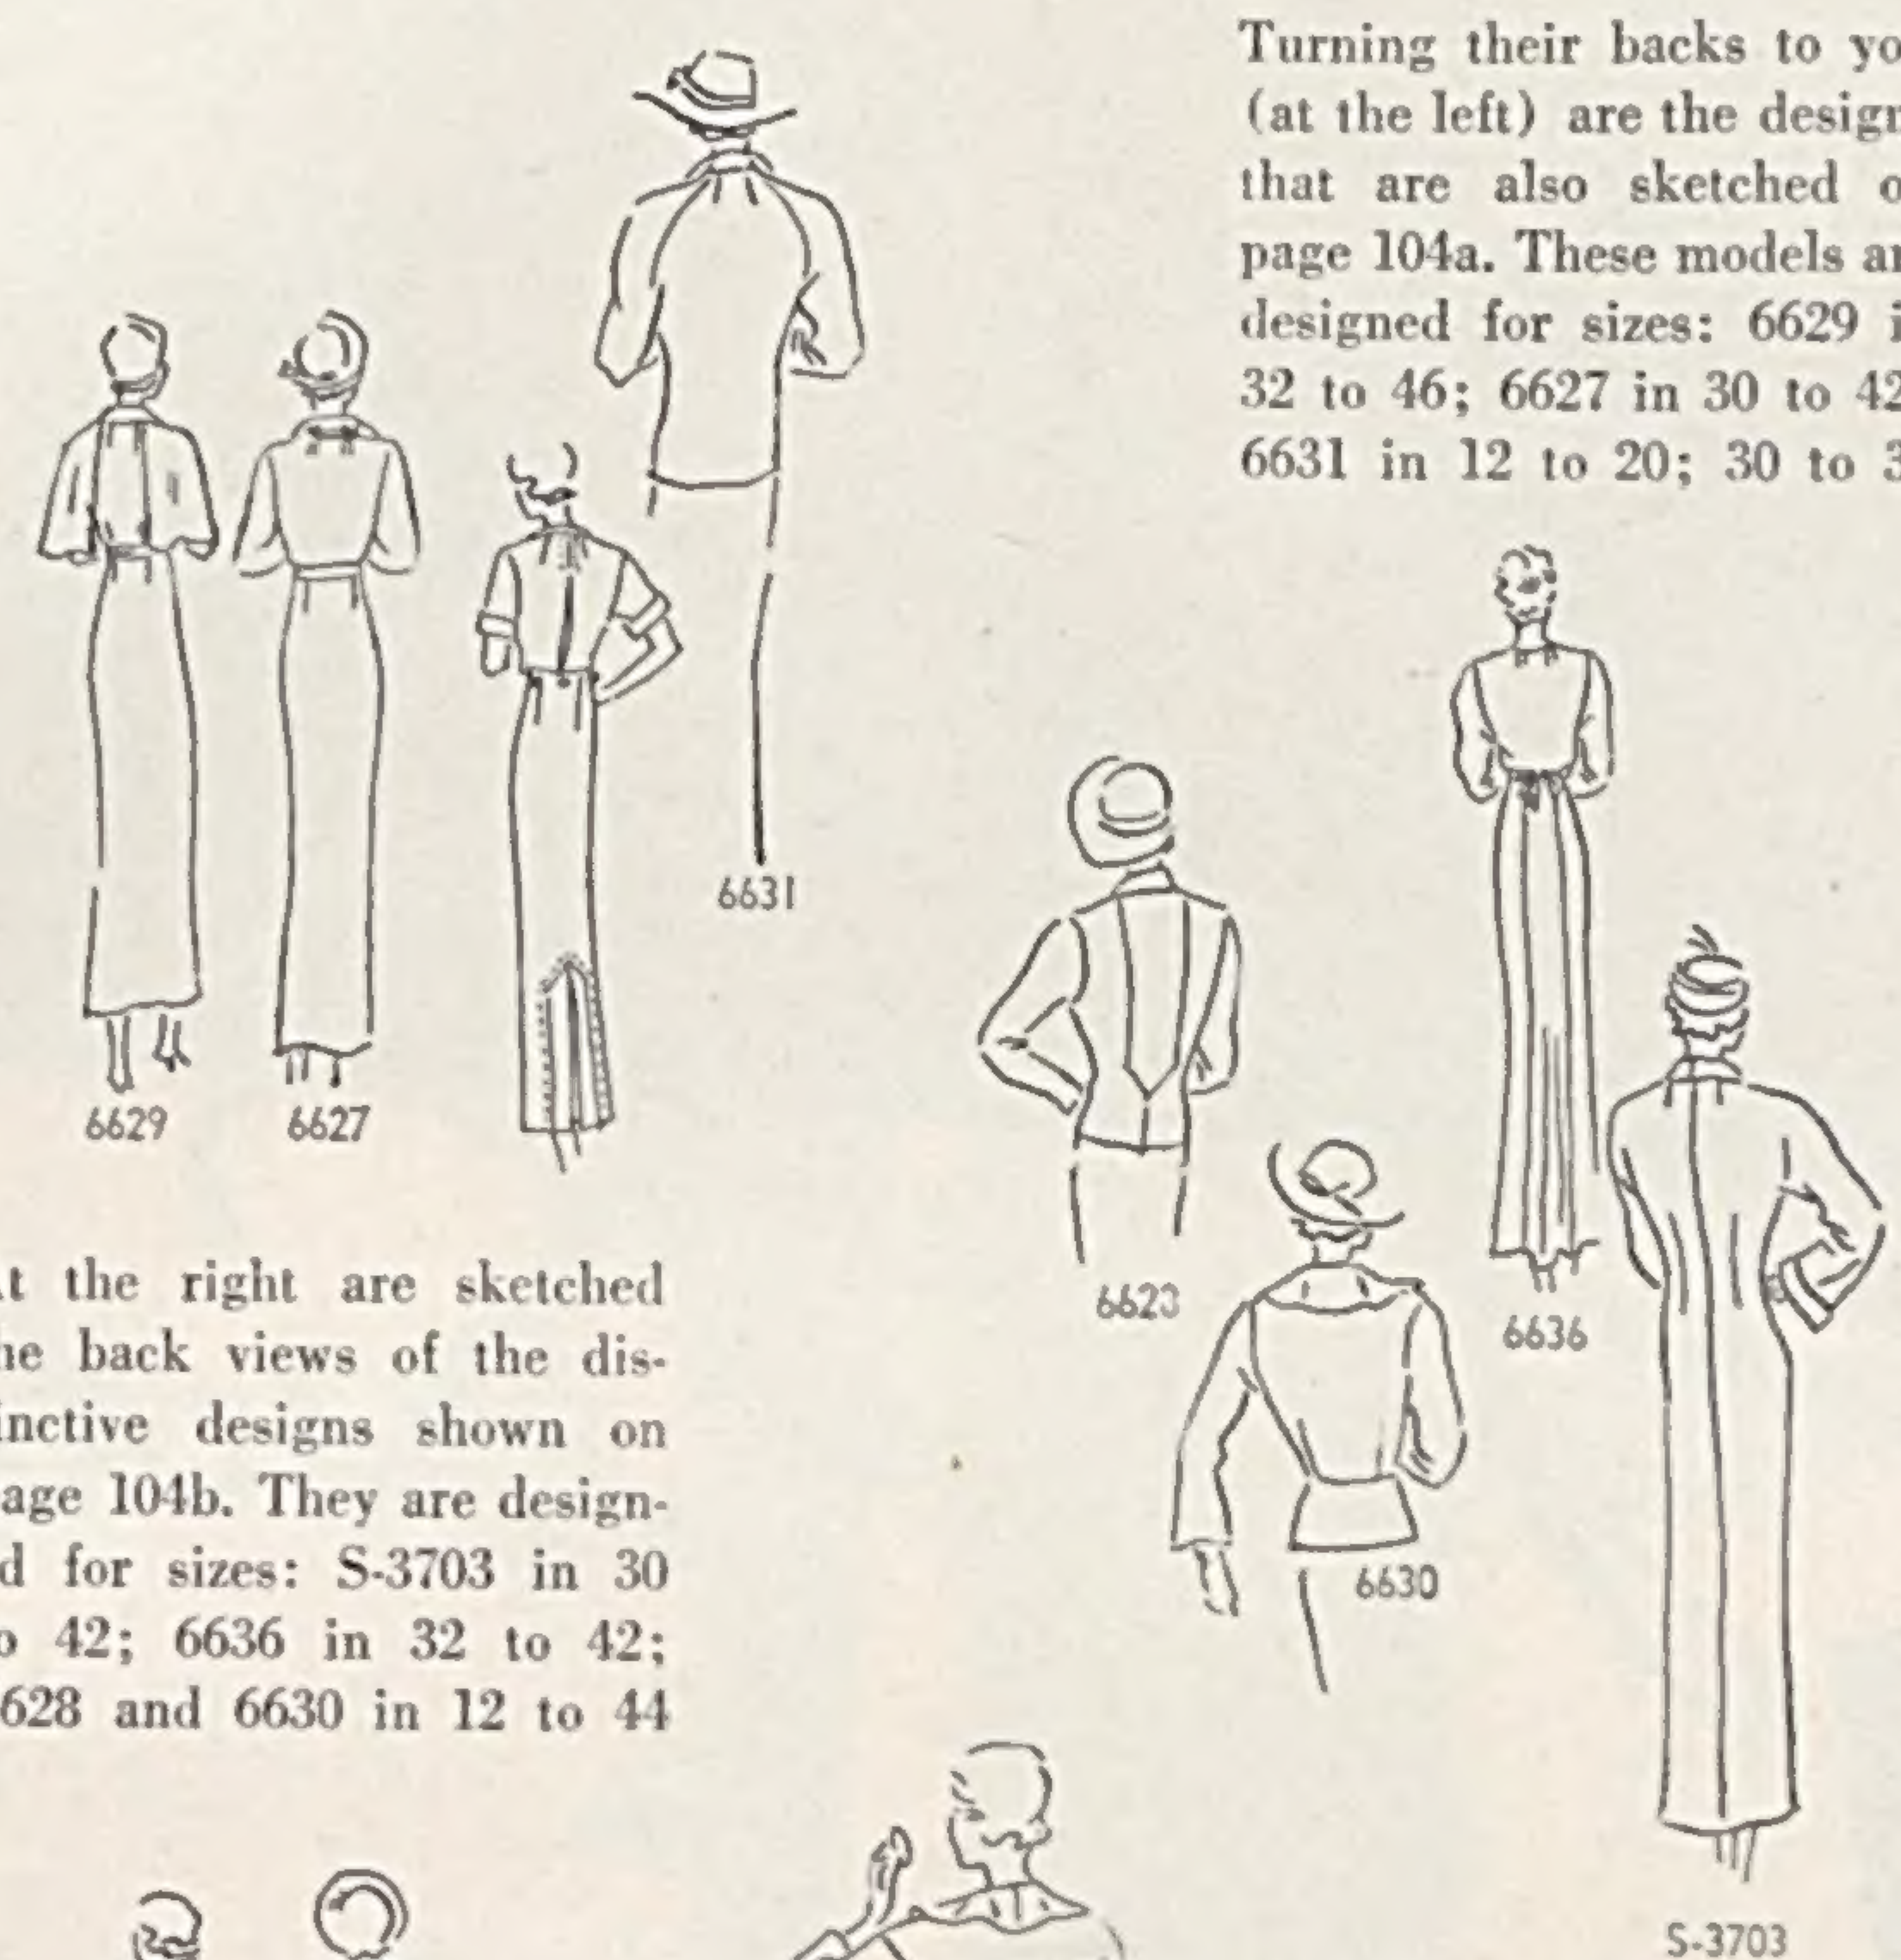 Turning their backs to yo
(at the left) are the design
that are also sketched o
page 104a. These models ar
designed for sizes: 6629 i
32 to 46; 6627 in 30 to 42
6631 in 12 to 20; 30 to 3
6631
6629
6627
6623
6636
6630
S-3703
t the right are sketched
he back views of the dis-
inctive designs shown on
age 104b. They are design-
d for sizes: S-3703 in 30
o 42; 6636 in 32 to 42;
628 and 6630 in 12 to 44